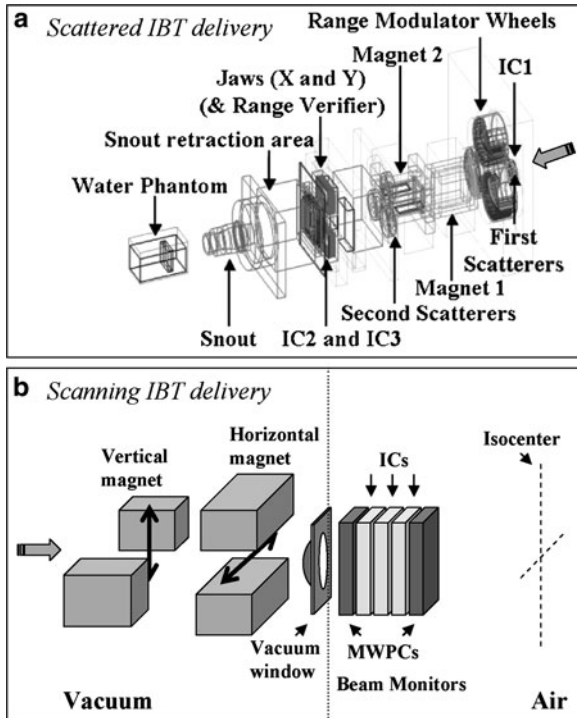 a Scattered IBT delivery
Range Modulator Wheels
Magnet 2
IC1
Jaws (X and Y)
(& Range Verifier)
Snout retraction area
Water Phantom
First
Scatterers
Magnet 1
Second Scatterers
Snout
IC2 and IC3
b Scanning IBT delivery
Vertical
magnet
Horizontal
magnet
Isocenter
ICs
Vacuum
window
MWPCs
Beam Monitors
Vacuum
Air